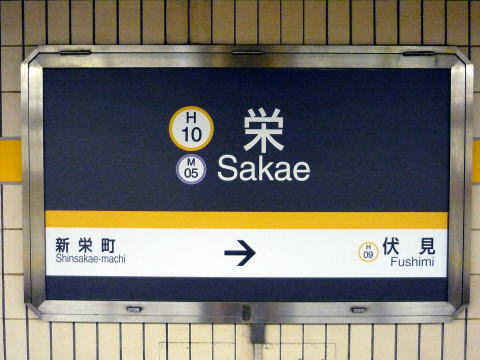 H
10
栄
M
05
Sakae
新栄町
Shinsakae-machi
→
H
09
伏見
Fushimi